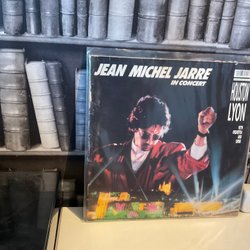 JEAN MICHEL JARRE
IN CONCERT
HOUSTON
LYON